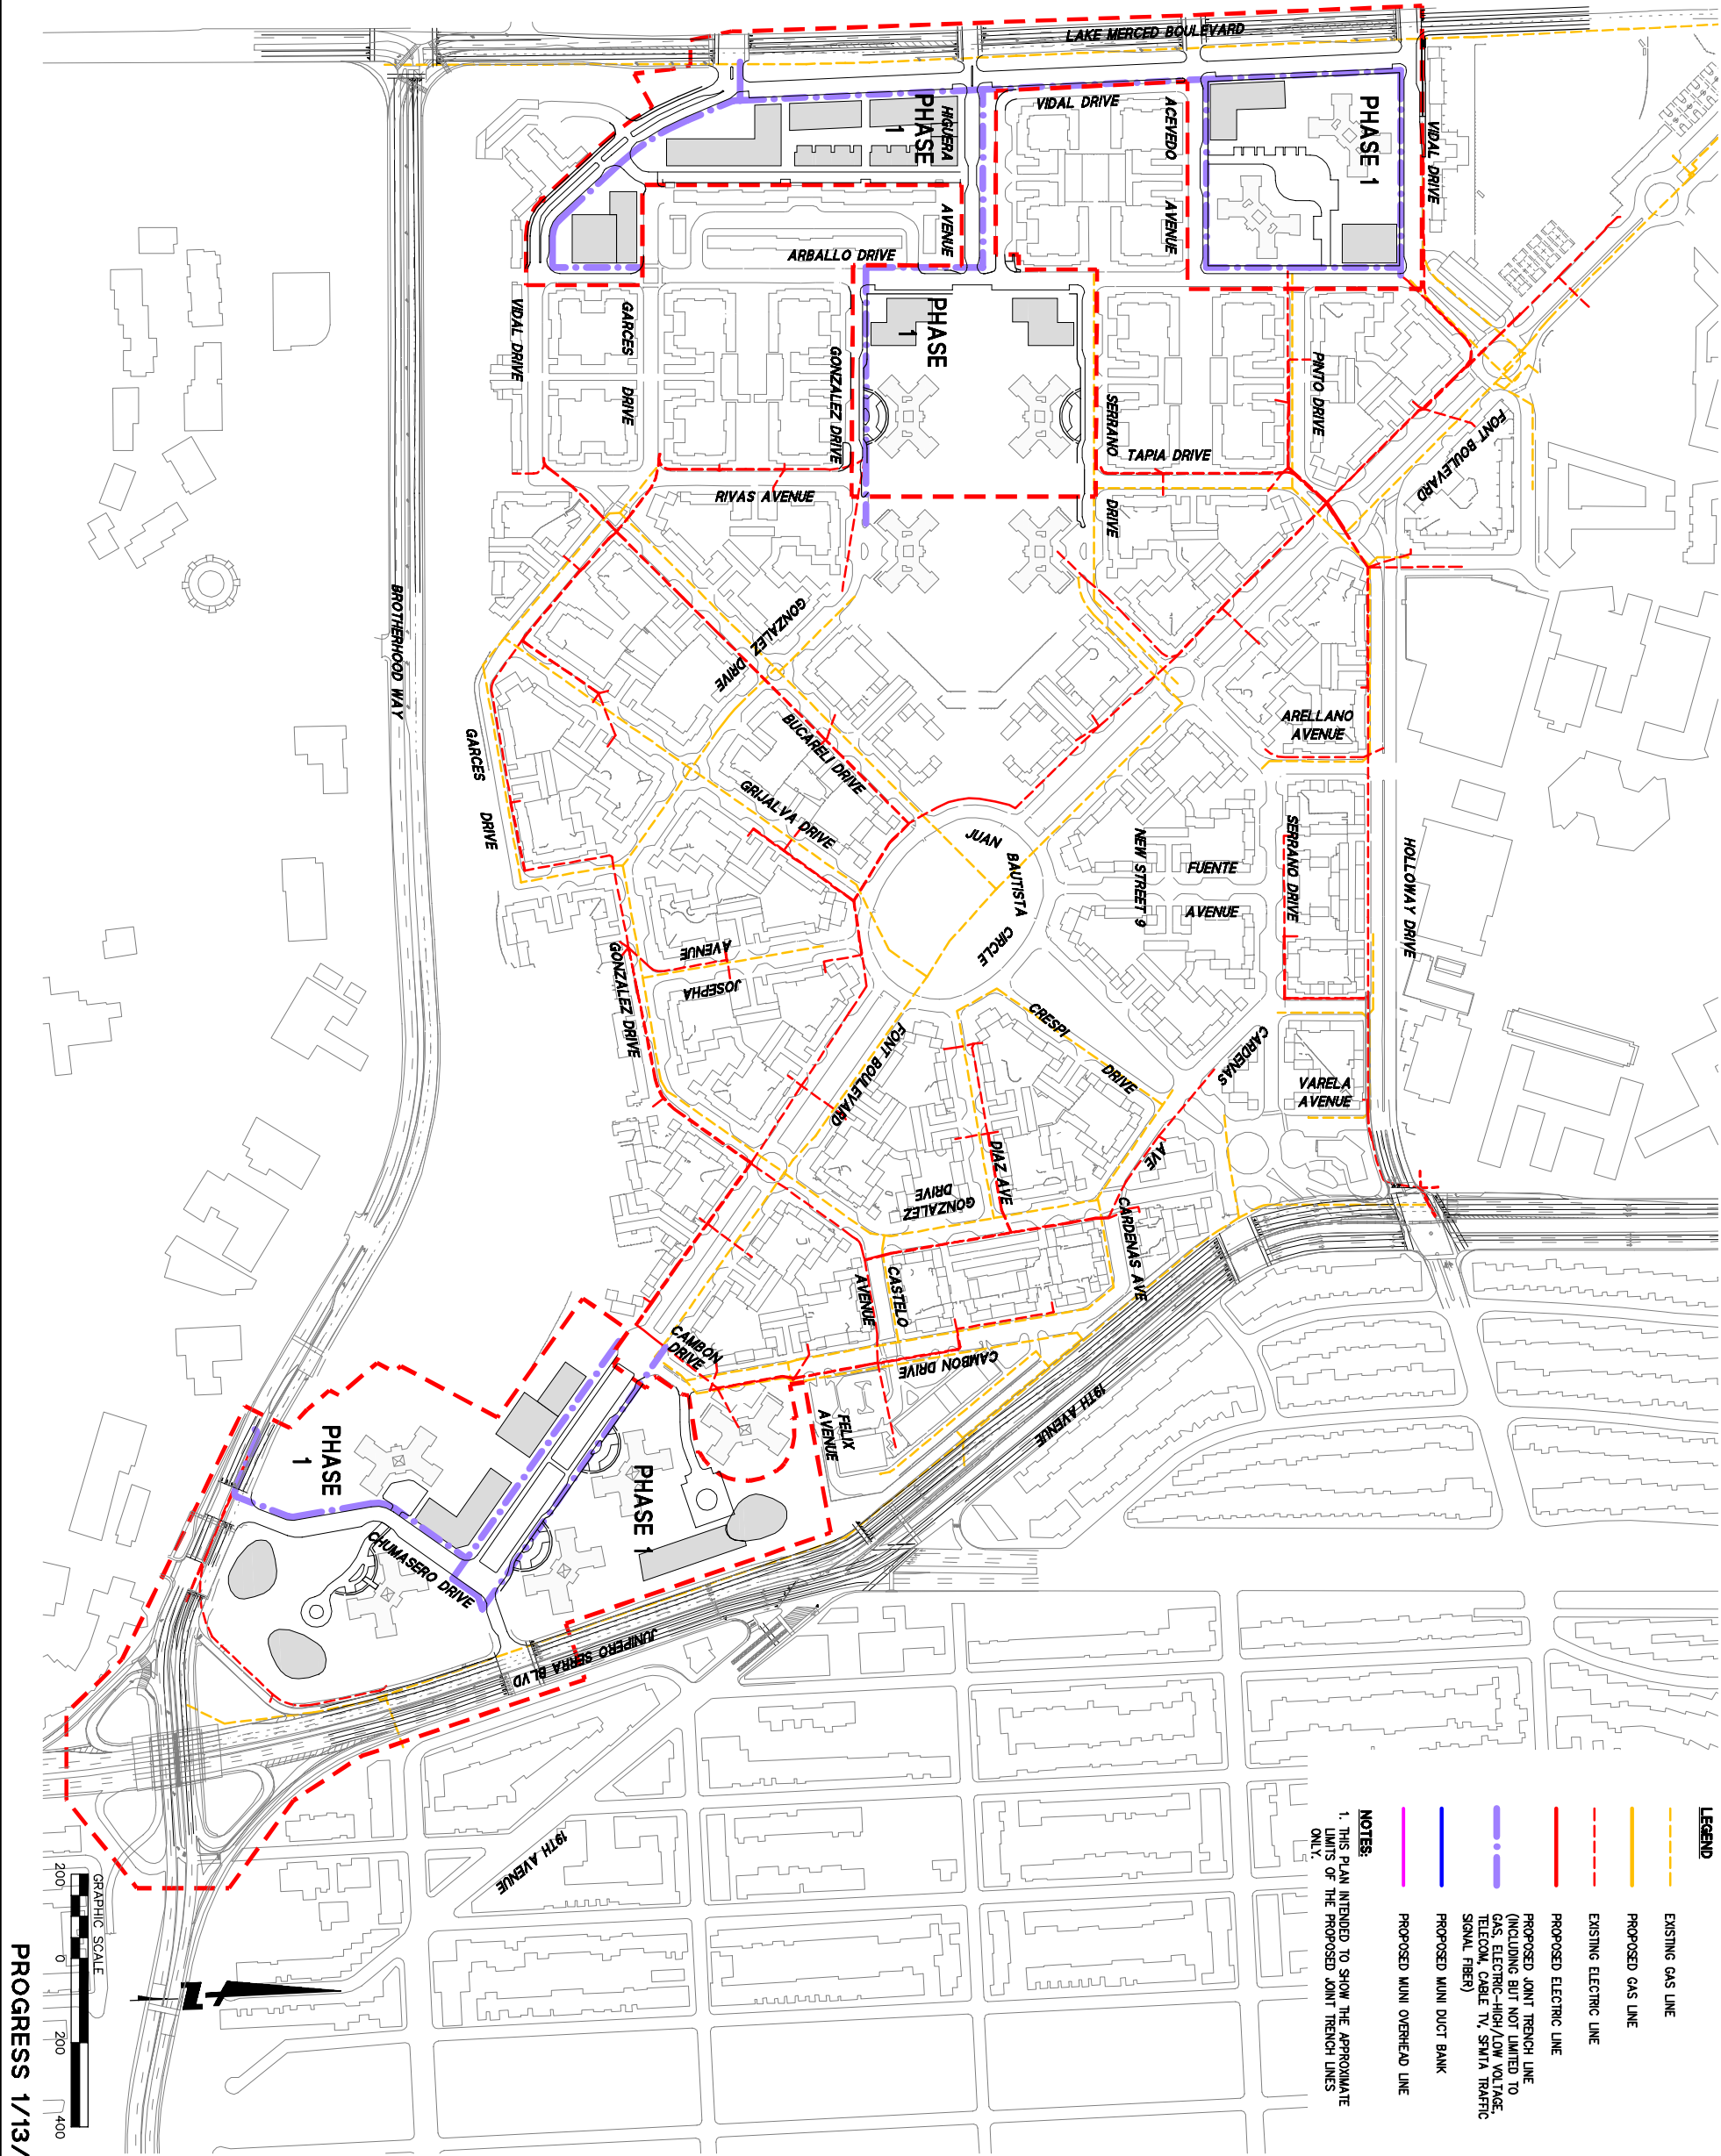 LAKE MERCED BOULEVARD
PHASE
1
HIGUERA
AVENUE
VIDAL DRIVE
ACEVEDO
AVENUE
PHASE 1
VIDAL DRIVE
ARBALLO DRIVE
PHASE
1
VIDAL DRIVE
GARCES
DRIVE
GONZALEZ DRIVE
SERRANO
DRIVE
TAPIA DRIVE
PINTO DRIVE
FONT BOULEVARD
RIVAS AVENUE
BROTHERHOOD WAY
GONZALEZ
DRIVE
BUCARELI DRIVE
GRIJALVA DRIVE
GARCES
DRIVE
ARELLANO
AVENUE
JUAN
BAUTISTA
CIRCLE
NEW STREET 9
FUENTE
AVENUE
SERRANO DRIVE
HOLLOWAY DRIVE
AVENUE
JOSEPHA
GONZALEZ DRIVE
FONT BOULEVARD
CRESPI
DRIVE
CARDENAS
AVE
VARELA
AVENUE
DIAZ AVE
GONZALEZ
DRIVE
CARDENAS AVE
CASTELO
AVENUE
CAMBON
DRIVE
CAMBON DRIVE
FELIX
AVENUE
19TH AVENUE
PHASE
1
PHASE 1
CHUMASERO DRIVE
JUNIPERO SERRA BLVD
19TH AVENUE
LEGEND
EXISTING GAS LINE
PROPOSED GAS LINE
EXISTING ELECTRIC LINE
PROPOSED ELECTRIC LINE
PROPOSED JOINT TRENCH LINE
(INCLUDING BUT NOT LIMITED TO
GAS, ELECTRIC-HIGH/LOW VOLTAGE,
TELECOM, CABLE TV, SFMTA TRAFFIC
SIGNAL FIBER)
PROPOSED MUNI DUCT BANK
PROPOSED MUNI OVERHEAD LINE
NOTES:
1. THIS PLAN INTENDED TO SHOW THE APPROXIMATE
LIMITS OF THE PROPOSED JOINT TRENCH LINES
ONLY.
GRAPHIC SCALE
200 0 200 400
PROGRESS 1/13/